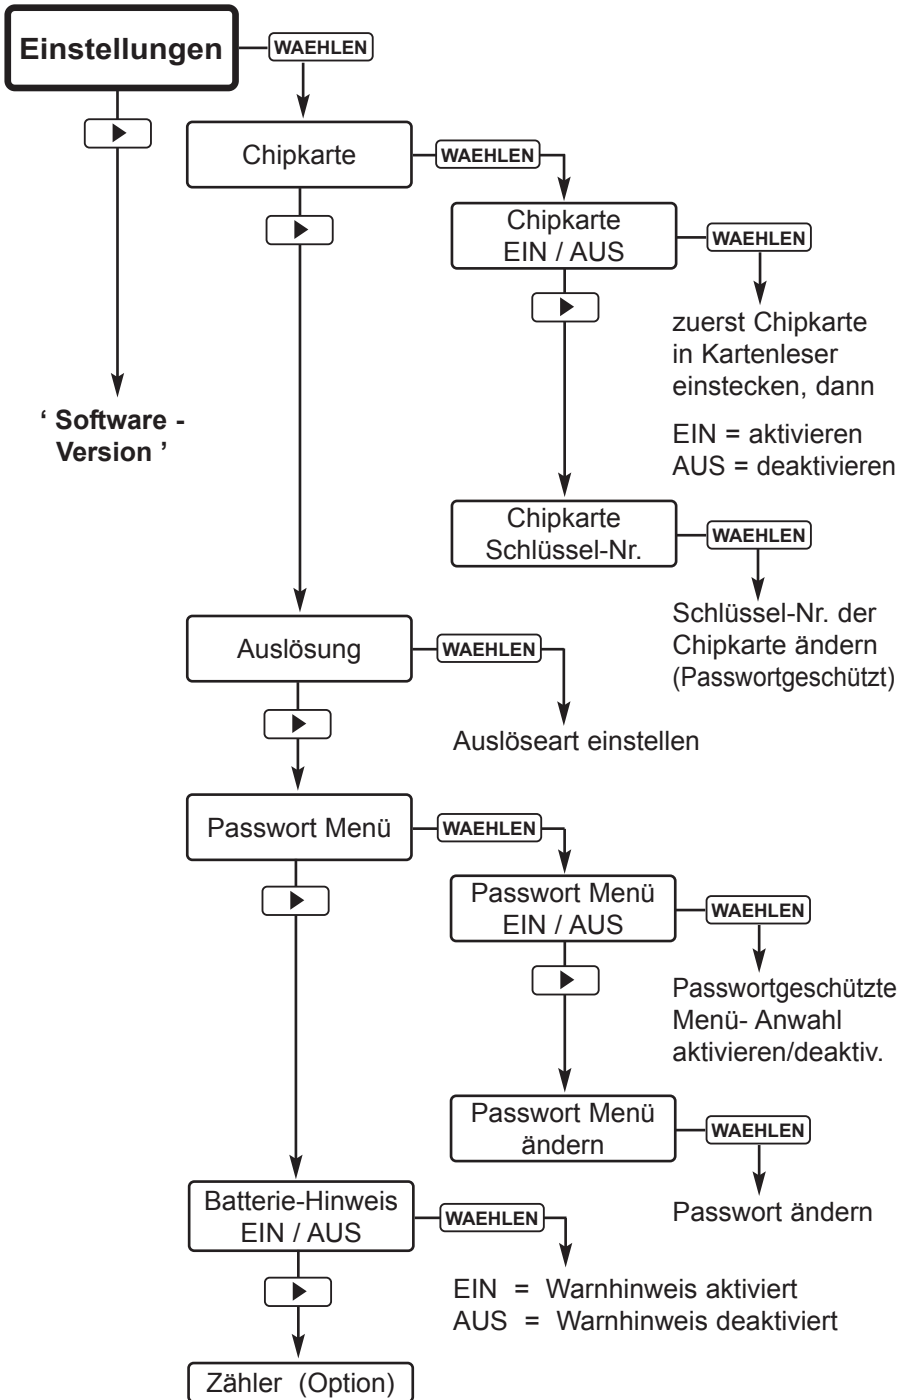 Einstellungen
WAEHLEN
Chipkarte
WAEHLEN
Chipkarte
EIN / AUS
WAEHLEN
zuerst Chipkarte
in Kartenleser
einstecken, dann
EIN = aktivieren
AUS = deaktivieren
‘ Software -
Version ’
Chipkarte
Schlüssel-Nr.
WAEHLEN
Schlüssel-Nr. der
Chipkarte ändern
(Passwortgeschützt)
Auslösung
WAEHLEN
Auslöseart einstellen
Passwort Menü
WAEHLEN
Passwort Menü
EIN / AUS
WAEHLEN
Passwortgeschützte
Menü- Anwahl
aktivieren/deaktiv.
Passwort Menü
ändern
WAEHLEN
Passwort ändern
Batterie-Hinweis
EIN / AUS
WAEHLEN
EIN = Warnhinweis aktiviert
AUS = Warnhinweis deaktiviert
Zähler (Option)